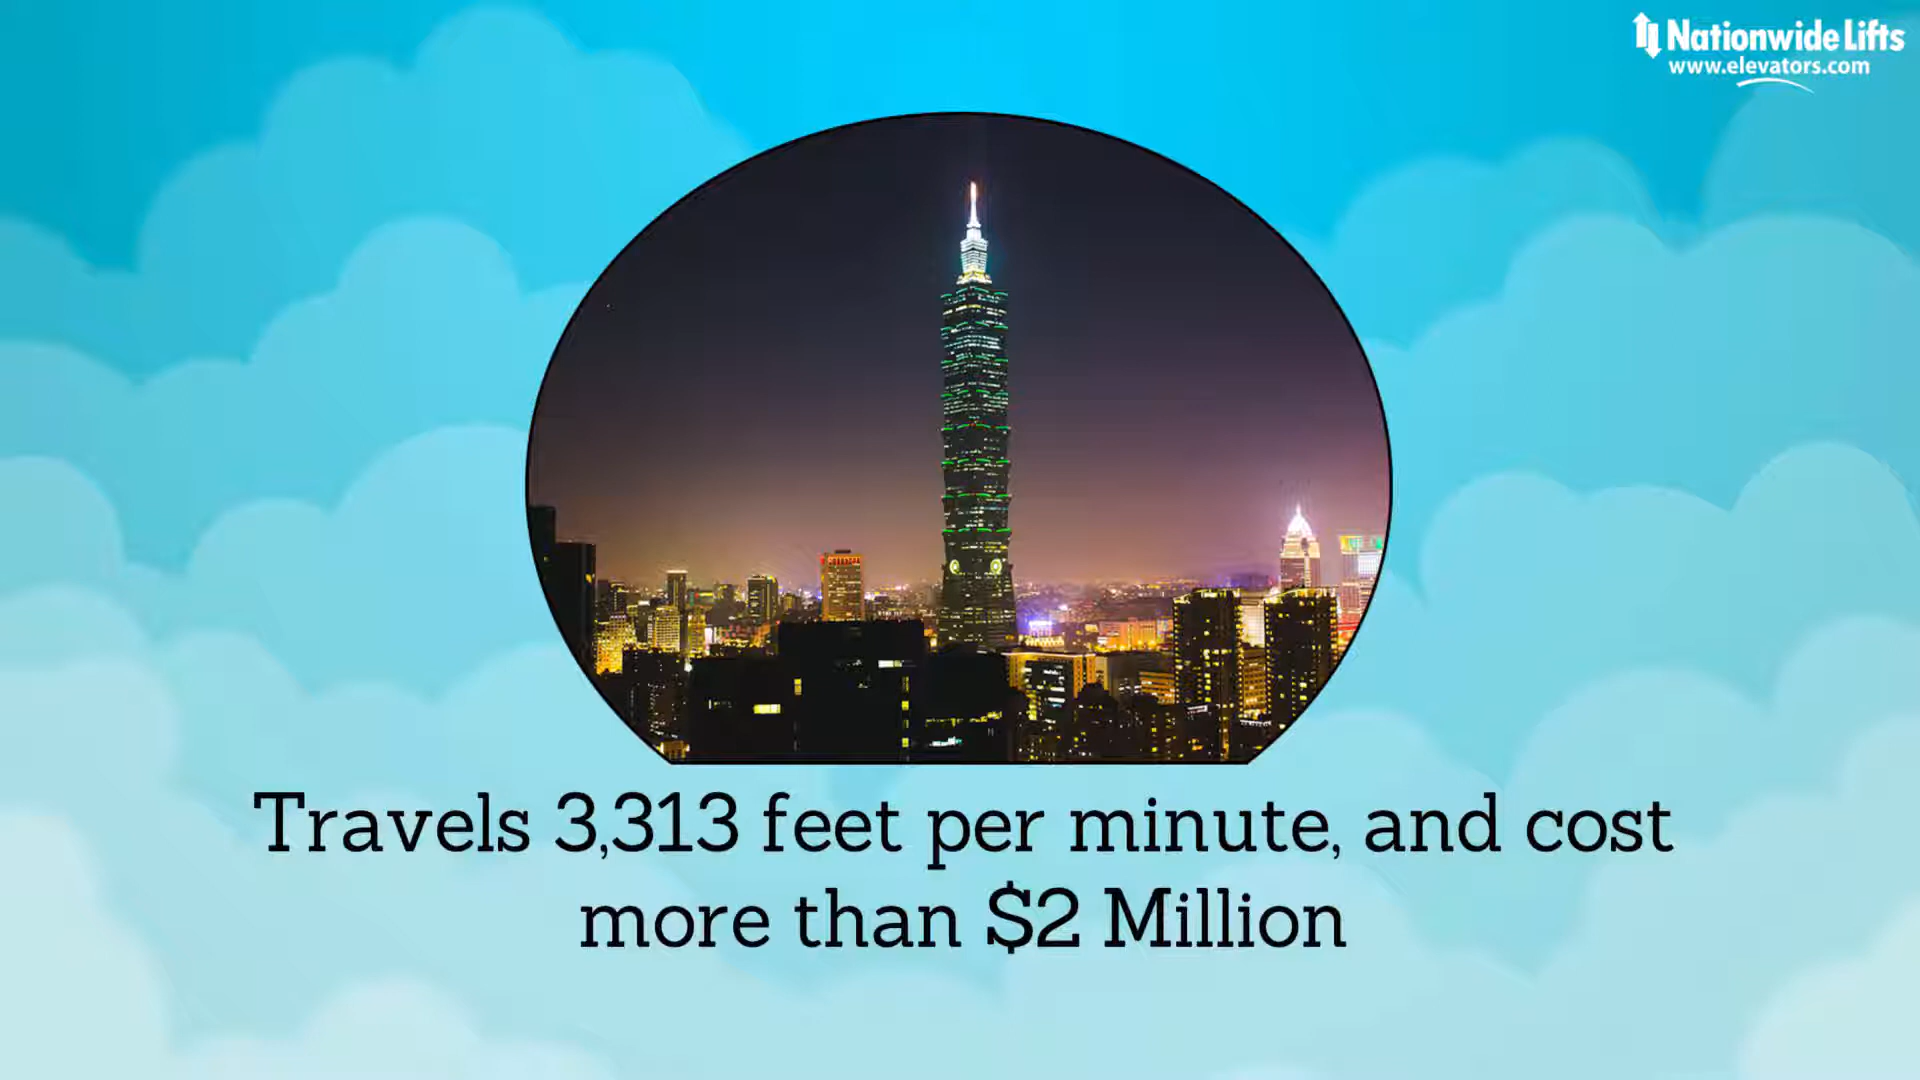 Nationwide Lifts
www.elevators.com
Travels 3,313 feet per minute, and cost
more than $2 Million